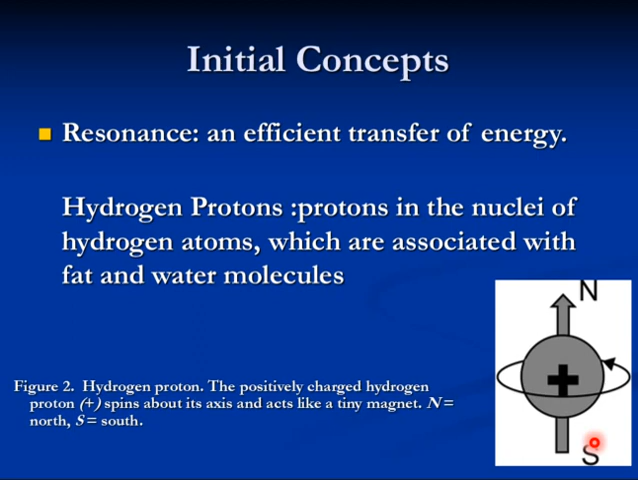 Initial Concepts
Resonance: an efficient transfer of energy.
Hydrogen Protons :protons in the nuclei of
hydrogen atoms, which are associated with
fat and water molecules
N
+
S
Figure 2. Hydrogen proton. The positively charged hydrogen
proton (+) spins about its axis and acts like a tiny magnet. N=
north, S= south.